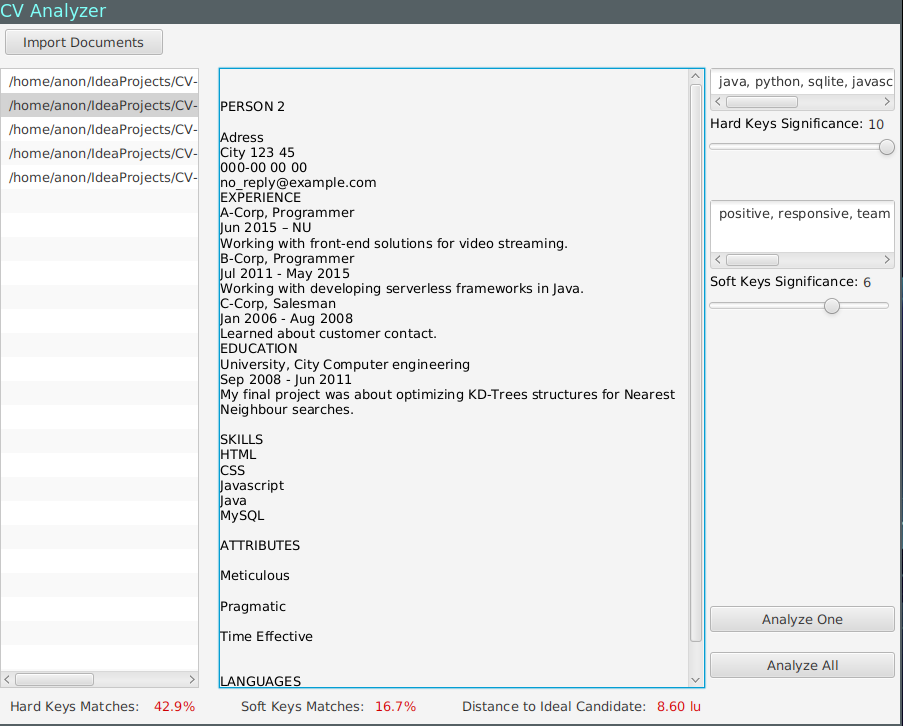 CV Analyzer
Import Documents
/home/anon/IdeaProjects/CV-
/home/anon/IdeaProjects/CV-
/home/anon/IdeaProjects/CV-
/home/anon/IdeaProjects/CV-
/home/anon/IdeaProjects/CV-
PERSON 2
Adress
City 123 45
000-00 00 00
no_reply@example.com
EXPERIENCE
A-Corp, Programmer
Jun 2015 – NU
Working with front-end solutions for video streaming.
B-Corp, Programmer
Jul 2011 - May 2015
Working with developing serverless frameworks in Java.
C-Corp, Salesman
Jan 2006 - Aug 2008
Learned about customer contact.
EDUCATION
University, City Computer engineering
Sep 2008 - Jun 2011
My final project was about optimizing KD-Trees structures for Nearest
Neighbour searches.
SKILLS
HTML
CSS
Javascript
Java
MySQL
ATTRIBUTES
Meticulous
Pragmatic
Time Effective
LANGUAGES
java, python, sqlite, javasc
Hard Keys Significance: 10
positive, responsive, team
Soft Keys Significance: 6
Analyze One
Analyze All
Hard Keys Matches: 42.9%
Soft Keys Matches: 16.7%
Distance to Ideal Candidate: 8.60 lu